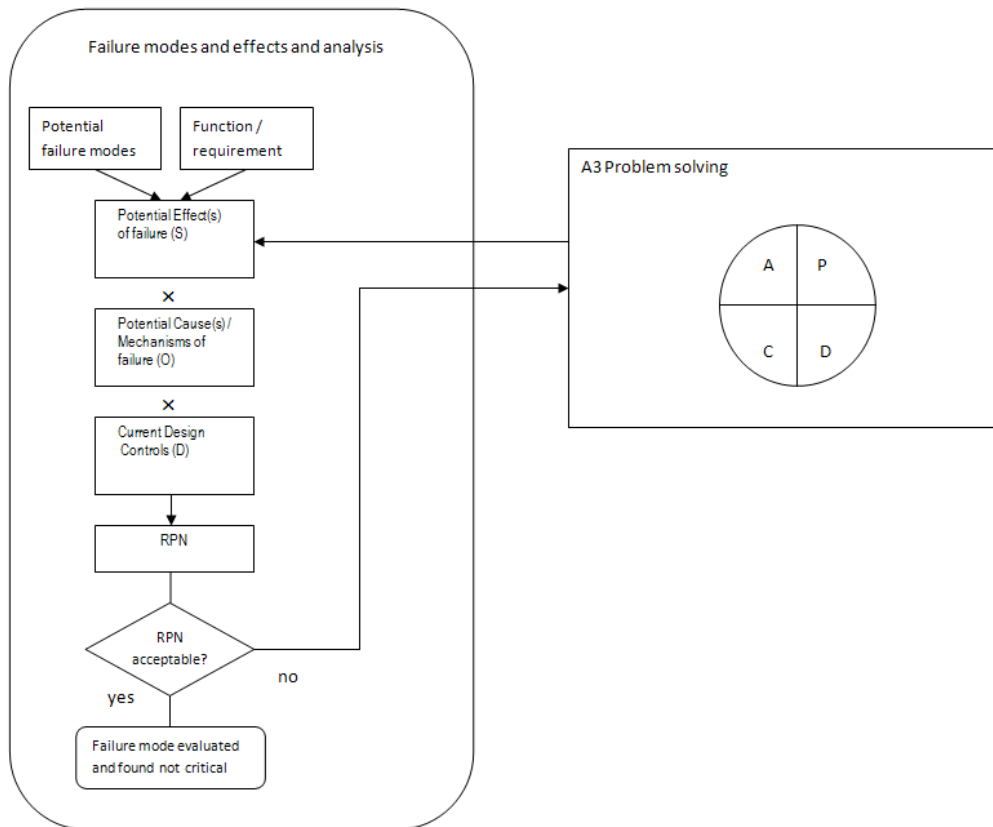 Failure modes and effects and analysis
Potential
failure modes
Function /
requirement
Potential Effect(s)
of failure (S)
×
Potential Cause(s) /
Mechanisms of
failure (O)
×
Current Design
Controls (D)
RPN
RPN
acceptable?
no
yes
Failure mode evaluated
and found not critical
A3 Problem solving
A P
C D